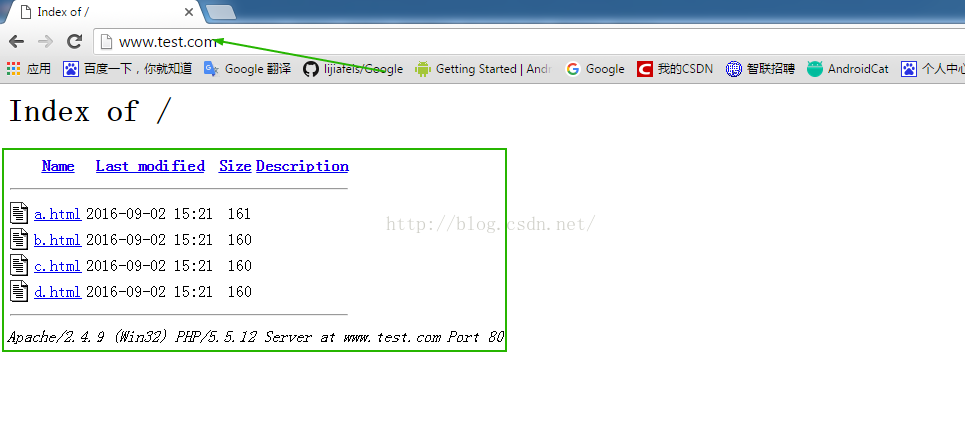 Index of /
www.test.com
应用 百度一下，你就知道 Google 翻译 lijiafeis/Google Getting Started | Andr Google 我的CSDN 智联招聘 AndroidCat 个人中心
Index of /
Name Last modified Size Description
a.html 2016-09-02 15:21 161
http://blog.csdn.net/
b.html 2016-09-02 15:21 160
c.html 2016-09-02 15:21 160
d.html 2016-09-02 15:21 160
Apache/2.4.9 (Win32) PHP/5.5.12 Server at www.test.com Port 80